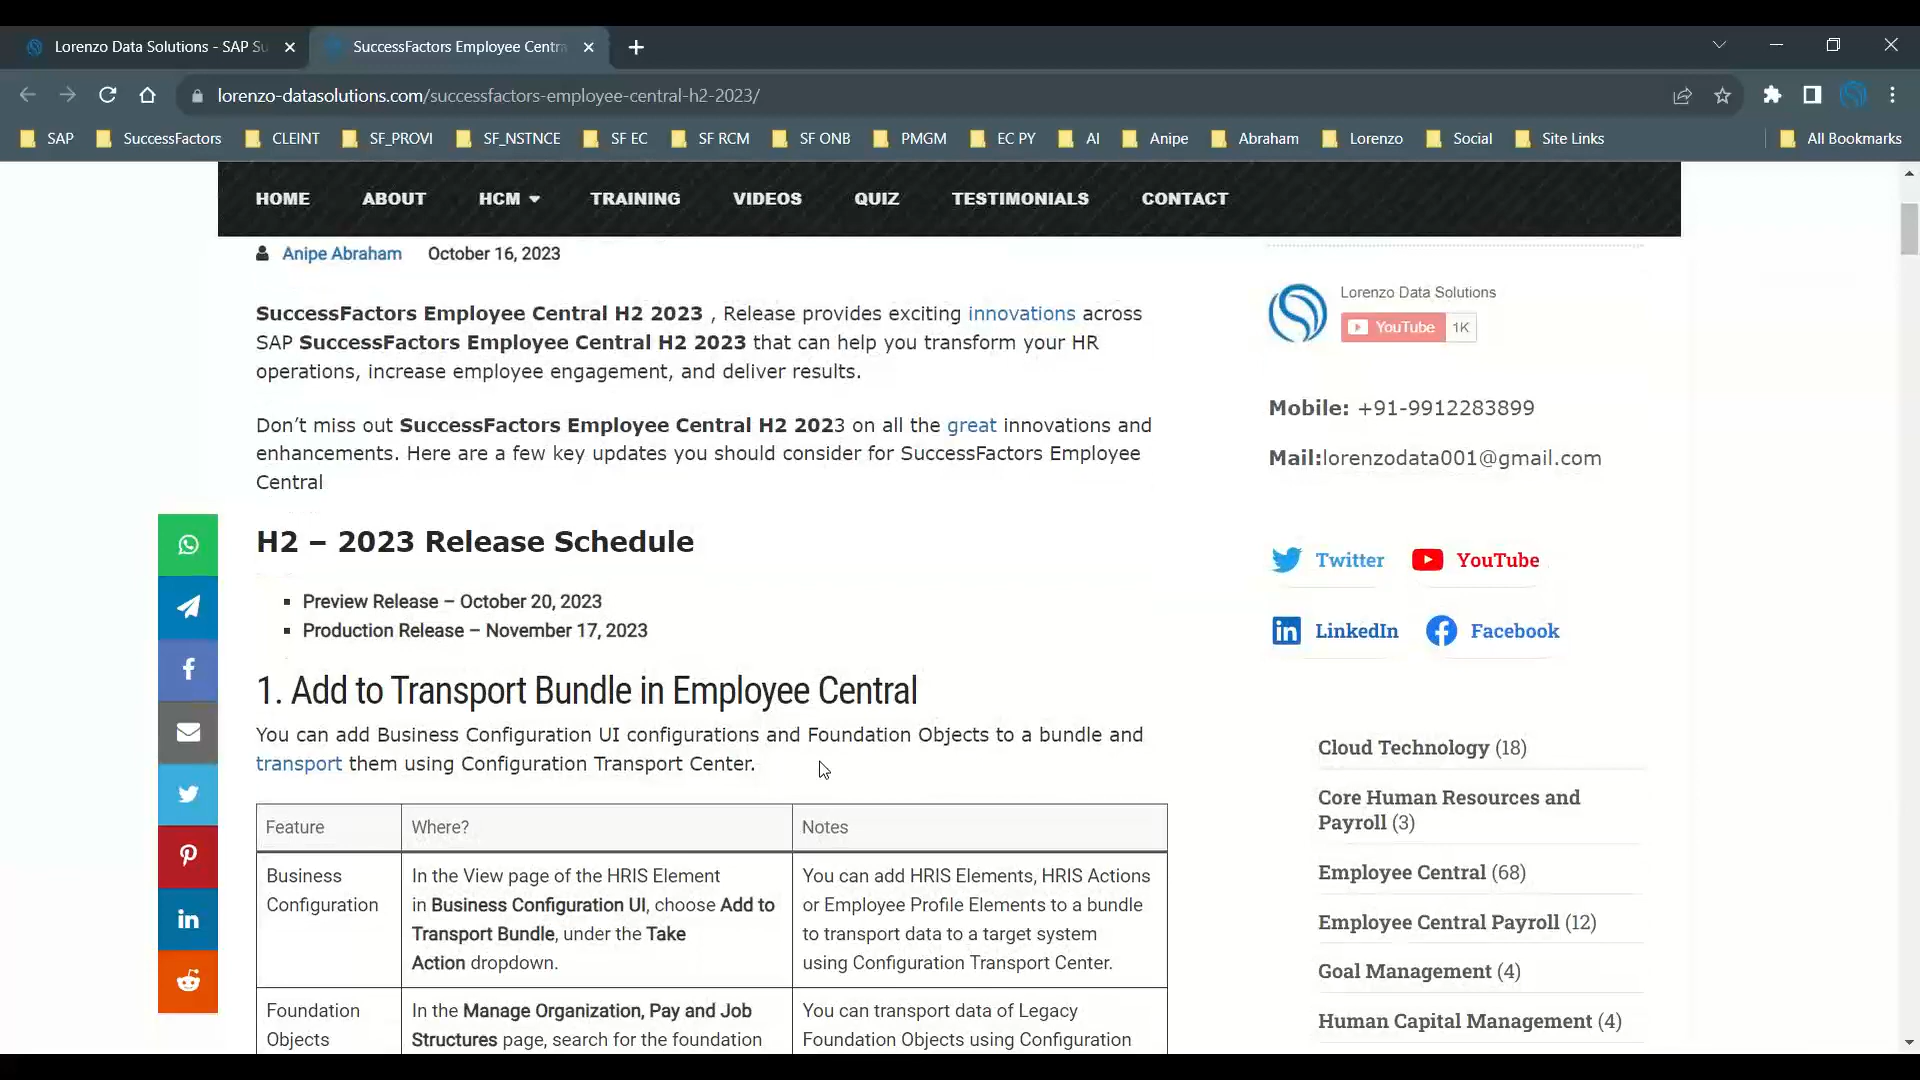 Lorenzo Data Solutions - SAP Su
SuccessFactors Employee Centra
lorenzo-datasolutions.com/successfactors-employee-central-h2-2023/
SAP SuccessFactors CLEINT SF_PROVI SF_NSTNCE SF EC SF RCM SF ONB PMGM EC PY AI Anipe Abraham Lorenzo Social Site Links All Bookmarks
HOME ABOUT HCM TRAINING VIDEOS QUIZ TESTIMONIALS CONTACT
Anipe Abraham October 16, 2023
SuccessFactors Employee Central H2 2023 , Release provides exciting innovations across
SAP SuccessFactors Employee Central H2 2023 that can help you transform your HR
operations, increase employee engagement, and deliver results.
Don't miss out SuccessFactors Employee Central H2 2023 on all the great innovations and
enhancements. Here are a few key updates you should consider for SuccessFactors Employee
Central
H2 – 2023 Release Schedule
Preview Release – October 20, 2023
Production Release – November 17, 2023
1. Add to Transport Bundle in Employee Central
You can add Business Configuration UI configurations and Foundation Objects to a bundle and
transport them using Configuration Transport Center.
Feature Where? Notes
Business
Configuration
In the View page of the HRIS Element
in Business Configuration UI, choose Add to
Transport Bundle, under the Take
Action dropdown.
You can add HRIS Elements, HRIS Actions
or Employee Profile Elements to a bundle
to transport data to a target system
using Configuration Transport Center.
Foundation
Objects
In the Manage Organization, Pay and Job
Structures page, search for the foundation
You can transport data of Legacy
Foundation Objects using Configuration
Lorenzo Data Solutions
YouTube 1K
Mobile: +91-9912283899
Mail:lorenzodata001@gmail.com
Twitter YouTube
LinkedIn Facebook
Cloud Technology (18)
Core Human Resources and
Payroll (3)
Employee Central (68)
Employee Central Payroll (12)
Goal Management (4)
Human Capital Management (4)